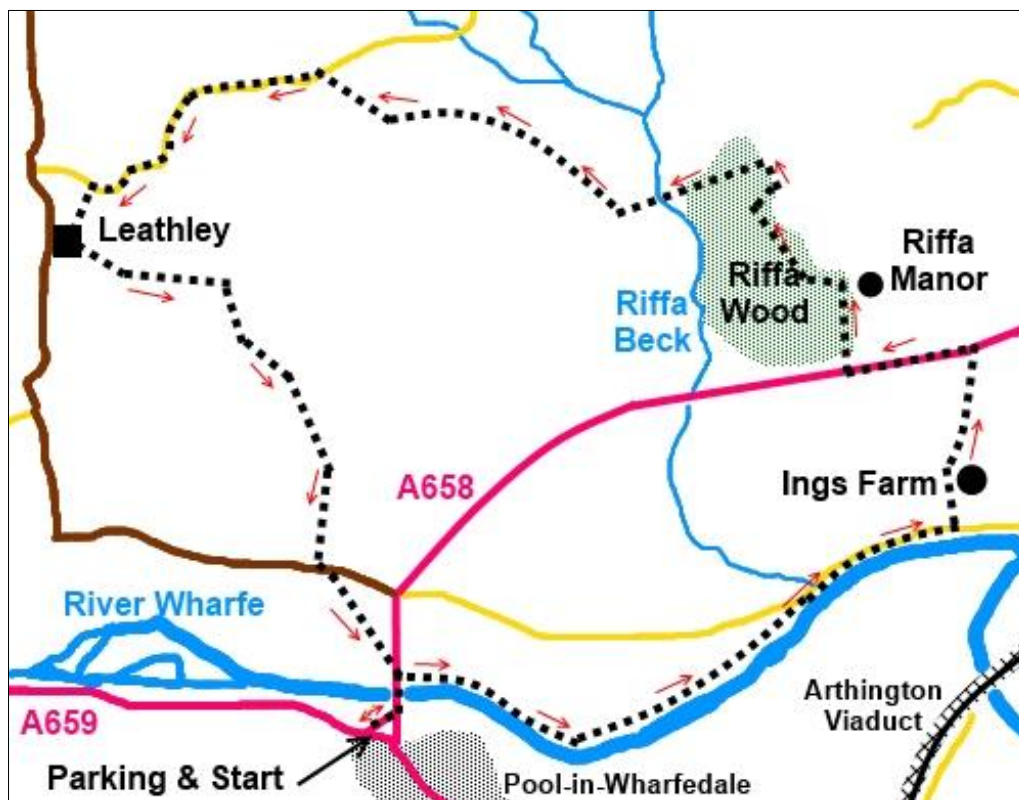 Leathley
Riffa
Manor
Riffa
Wood
Riffa
Beck
A658
Ings Farm
River Wharfe
Arthington
Viaduct
A659
Parking & Start
Pool-in-Wharfedale